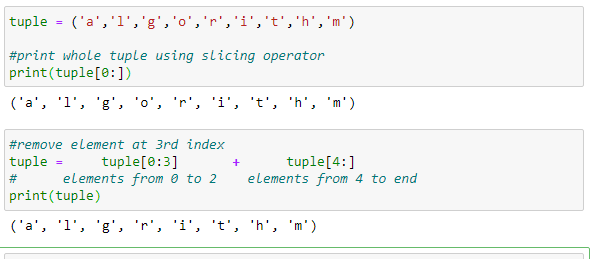 tuple = ('a','l','g','o','r','i','t','h','m')
#print whole tuple using slicing operator
print(tuple[0:])
('a', 'l', 'g', 'o', 'r', 'i', 't', 'h', 'm')
#remove element at 3rd index
tuple =     tuple[0:3]       +      tuple[4:]
#      elements from 0 to 2    elements from 4 to end
print(tuple)
('a', 'l', 'g', 'r', 'i', 't', 'h', 'm')